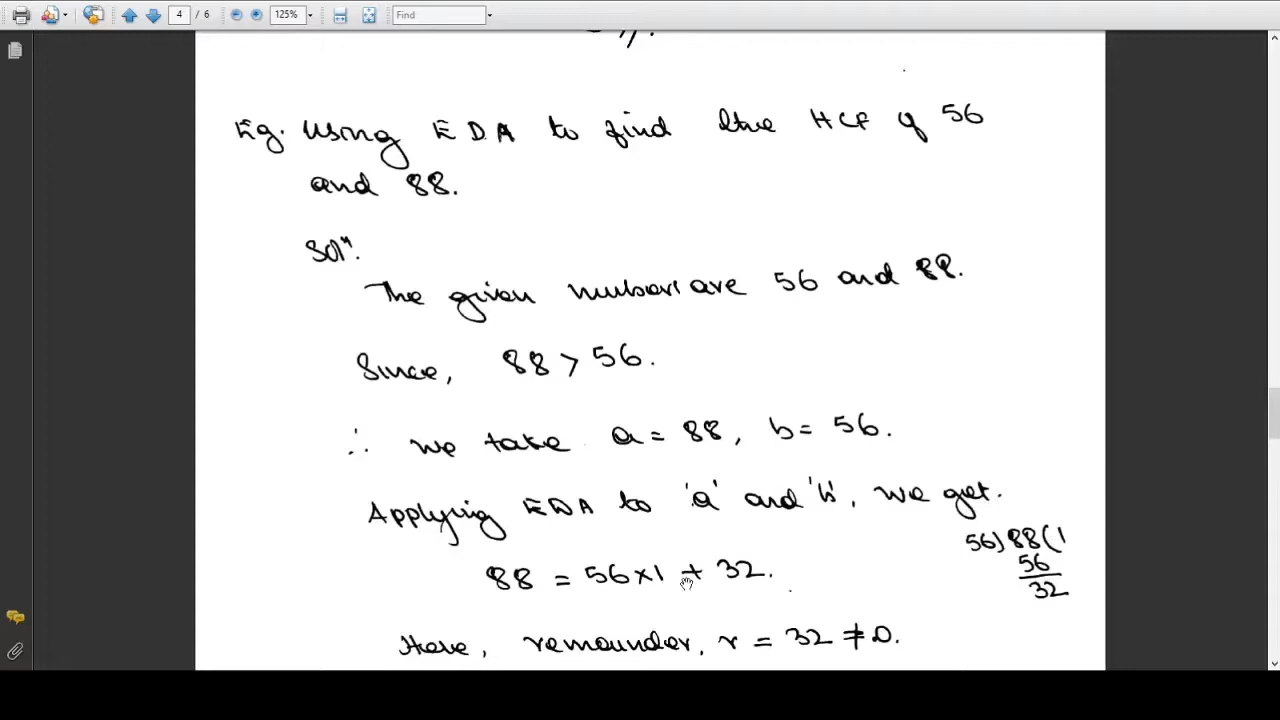 4 / 6
125%
Find
Eg. Using EDA to find the HCF of 56
and 88.
Solⁿ.
The given numbers are 56 and 88.
Since, 88 > 56.
∴ we take a = 88, b = 56.
Applying EDA to 'a' and 'b', we get.
56) 88 ( 1
56
32
88 = 56 × 1 + 32.
Here, remainder, r = 32 ≠ 0.